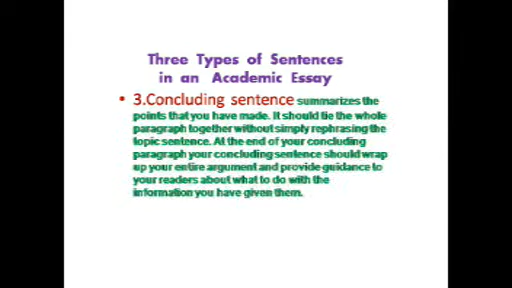 Three Types of Sentences
in an Academic Essay
• 3.Concluding sentence summarizes the
points that you have made. It should tie the whole
paragraph together without simply rephrasing the
topic sentence. At the end of your concluding
paragraph your concluding sentence should wrap
up your entire argument and provide guidance to
your readers about what to do with the
information you have given them.